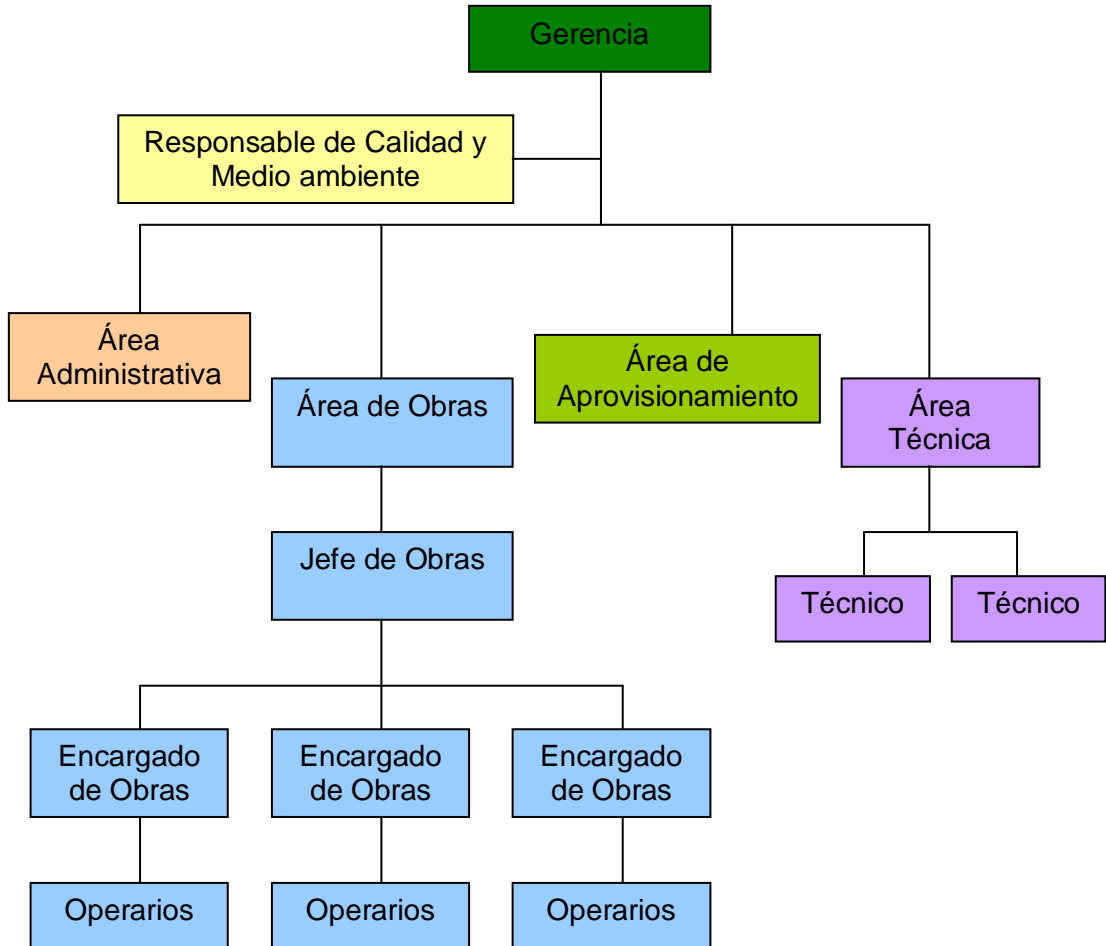 Gerencia
Responsable de Calidad y
Medio ambiente
Área
Administrativa
Área de Obras
Área de
Aprovisionamiento
Área
Técnica
Jefe de Obras
Técnico
Técnico
Encargado
de Obras
Encargado
de Obras
Encargado
de Obras
Operarios
Operarios
Operarios